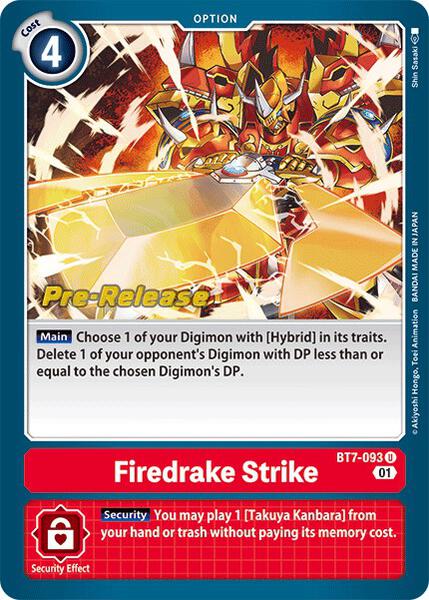 OPTION
Cost
4
Shin Sasaki
Pre-Release
© Akiyoshi Hongo, Toei Animation BANDAI MADE IN JAPAN
Main Choose 1 of your Digimon with [Hybrid] in its traits.
Delete 1 of your opponent's Digimon with DP less than or
equal to the chosen Digimon's DP.
BT7-093 U
Firedrake Strike
01
Security You may play 1 [Takuya Kanbara] from
your hand or trash without paying its memory cost.
Security Effect